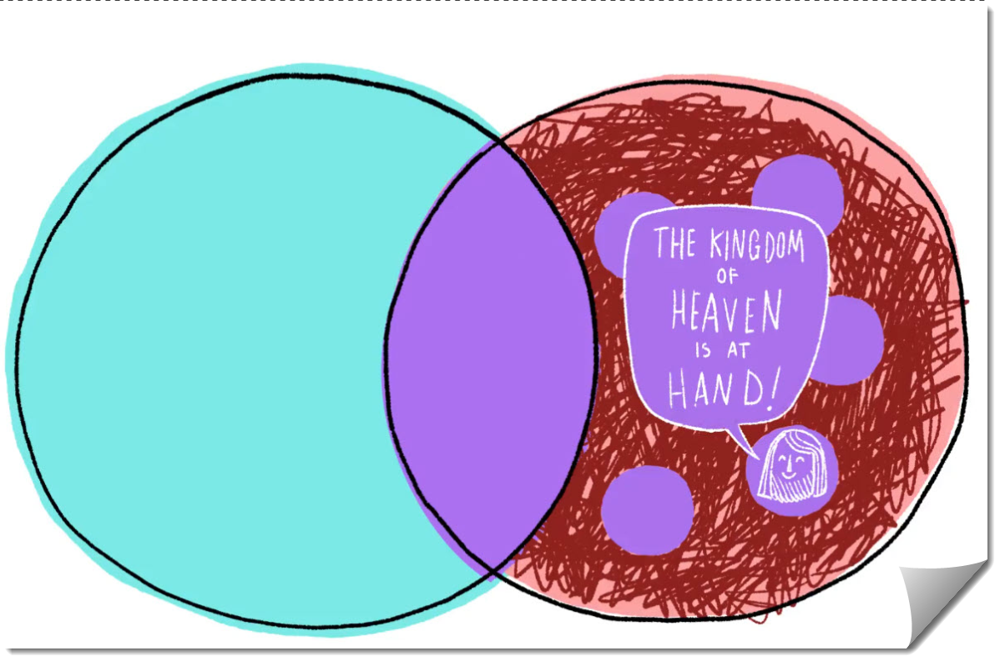 THE KINGDOM
OF
HEAVEN
IS AT
HAND!